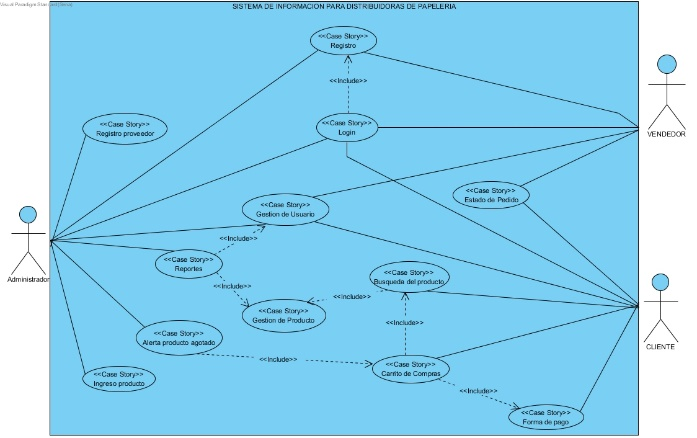 SISTEMA DE INFORMACION PARA DISTRIBUIDORAS DE PAPELERIA
<<Case Story>>
Registro
<<Include>>
<<Case Story>>
Registro proveedor
<<Case Story>>
Login
VENDEDOR
<<Case Story>>
Estado de Pedido
<<Case Story>>
Gestion de Usuario
<<Include>>
<<Case Story>>
Reportes
Administrador
<<Include>>
<<Case Story>>
Busqueda del producto
<<Include>>
<<Case Story>>
Gestion de Producto
<<Include>>
<<Case Story>>
Alerta producto agotado
CLIENTE
<<Include>>
<<Case Story>>
Carrito de Compras
<<Case Story>>
Ingreso producto
<<Include>>
<<Case Story>>
Forma de pago